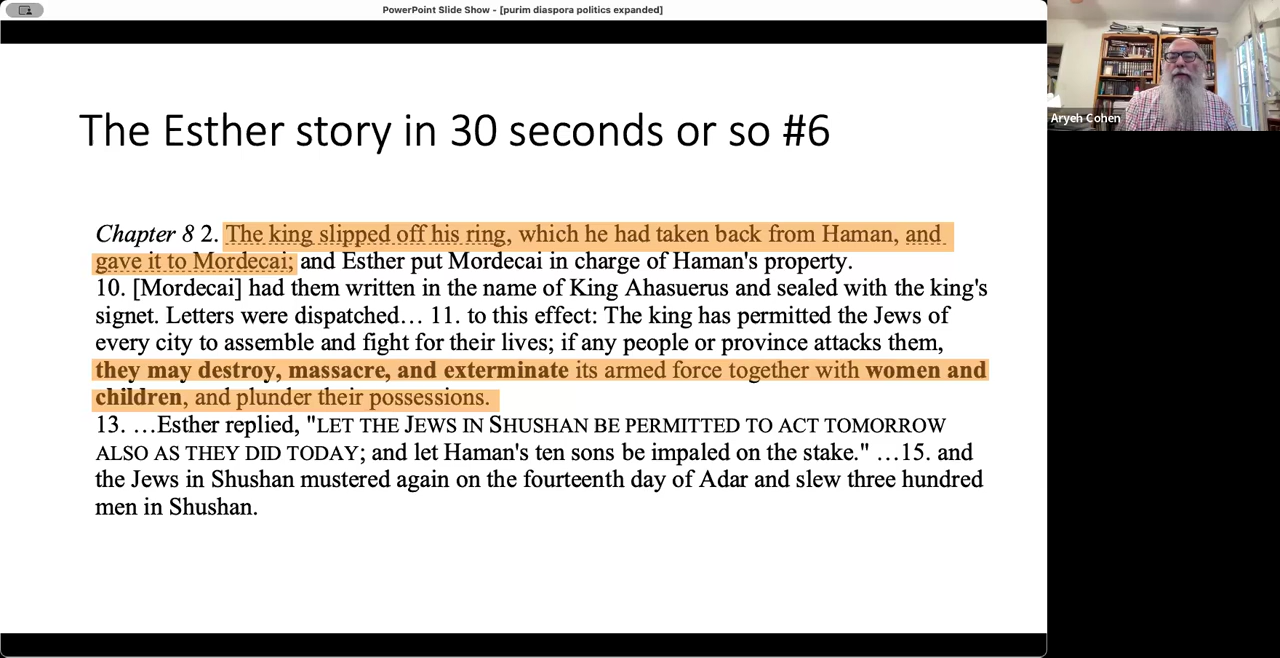 PowerPoint Slide Show - [purim diaspora politics expanded]
The Esther story in 30 seconds or so #6
Chapter 8 2. The king slipped off his ring, which he had taken back from Haman, and
gave it to Mordecai; and Esther put Mordecai in charge of Haman's property.
10. [Mordecai] had them written in the name of King Ahasuerus and sealed with the king's
signet. Letters were dispatched… 11. to this effect: The king has permitted the Jews of
every city to assemble and fight for their lives; if any people or province attacks them,
they may destroy, massacre, and exterminate its armed force together with women and
children, and plunder their possessions.
13. …Esther replied, "LET THE JEWS IN SHUSHAN BE PERMITTED TO ACT TOMORROW
ALSO AS THEY DID TODAY; and let Haman's ten sons be impaled on the stake." …15. and
the Jews in Shushan mustered again on the fourteenth day of Adar and slew three hundred
men in Shushan.
Aryeh Cohen